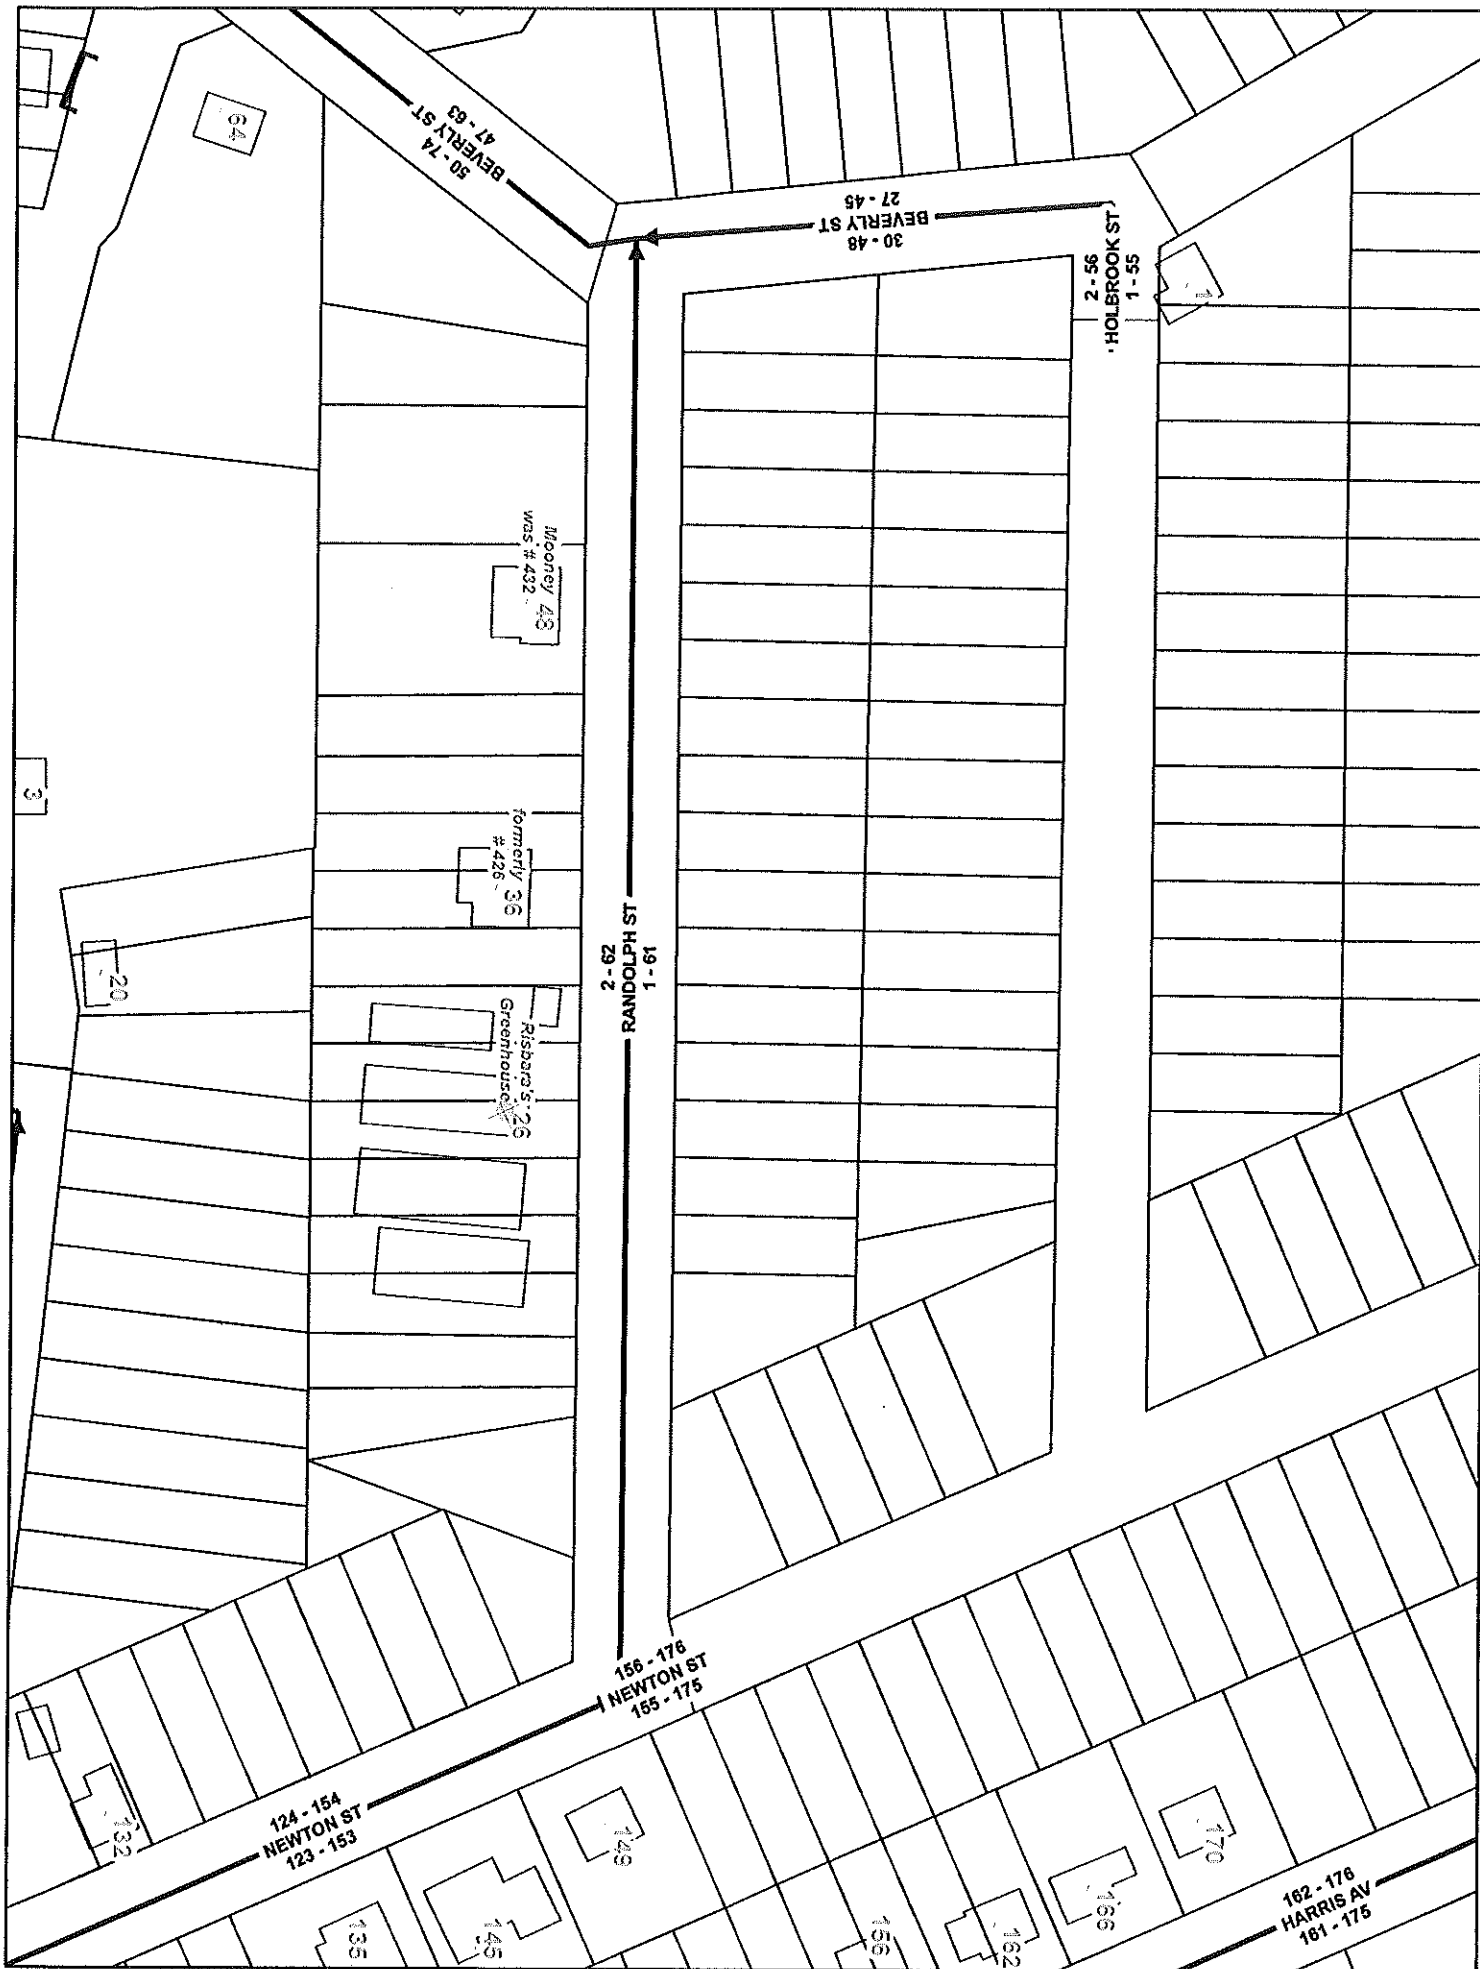 64
50 - 74
BEVERLY ST
47 - 63
30 - 48
BEVERLY ST
27 - 45
2 - 56
HOLBROOK ST
1 - 55
1
Mooney 48
was # 432
3
formerly 36
# 426
20
2 - 62
RANDOLPH ST
1 - 61
Risbara's 26
Greenhouse
156 - 176
NEWTON ST
155 - 175
124 - 154
NEWTON ST
123 - 153
132
149
145
135
170
166
162
156
162 - 176
HARRIS AV
161 - 175